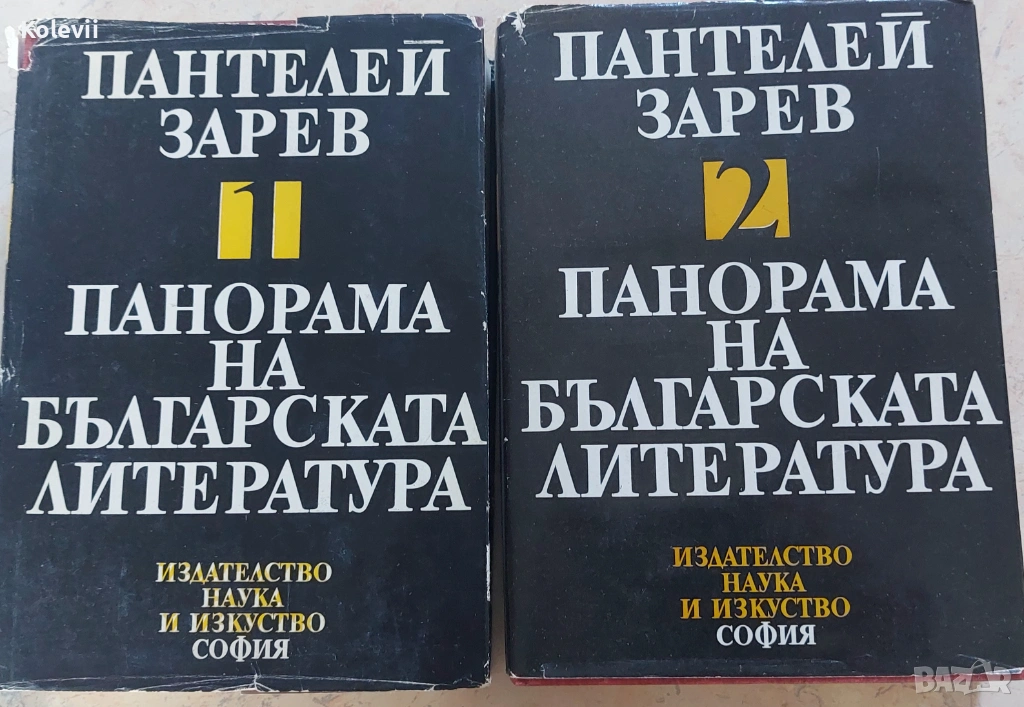 kolevii
ПАНТЕЛЕЙ
ЗАРЕВ
1
ПАНОРАМА
НА
БЪЛГАРСКАТА
ЛИТЕРАТУРА
ИЗДАТЕЛСТВО
НАУКА
И ИЗКУСТВО
СОФИЯ
ПАНТЕЛЕЙ
ЗАРЕВ
2
ПАНОРАМА
НА
БЪЛГАРСКАТА
ЛИТЕРАТУРА
ИЗДАТЕЛСТВО
НАУКА
И ИЗКУСТВО
СОФИЯ
BAZAR